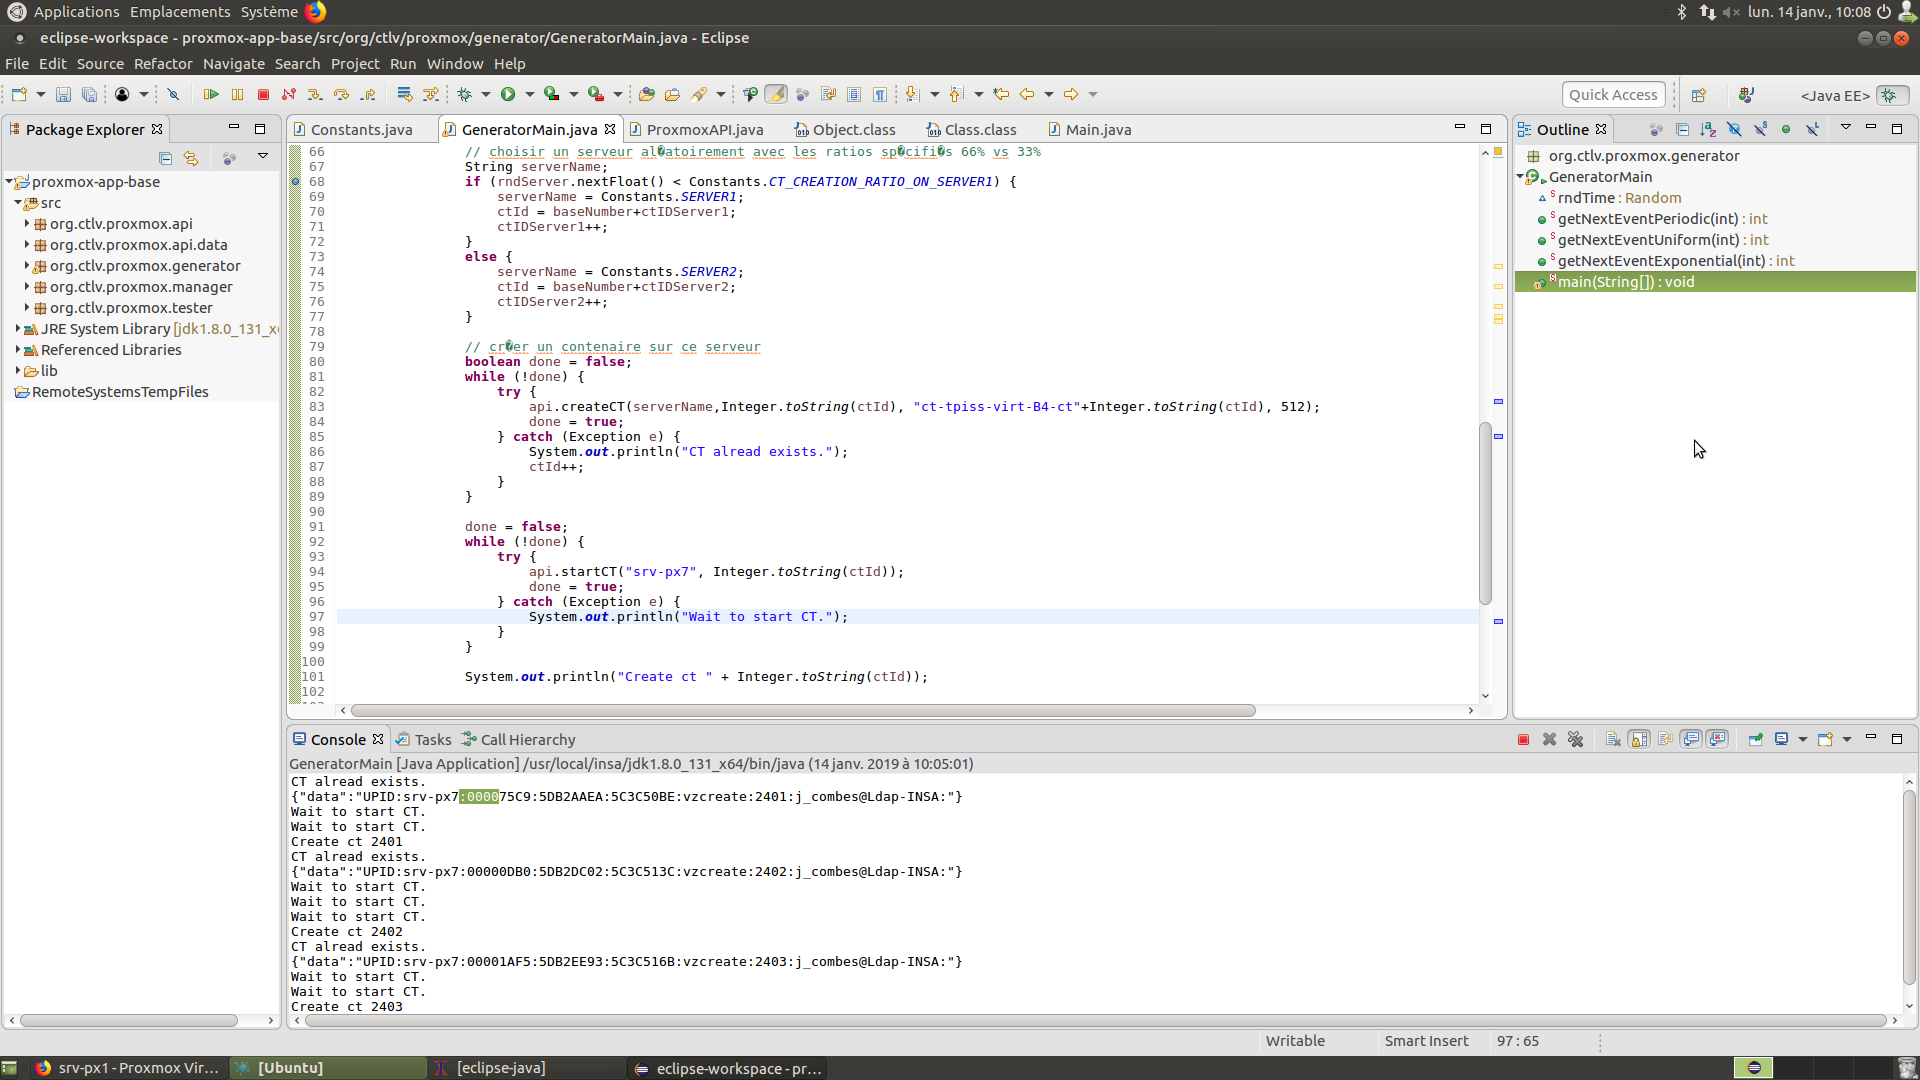 Applications Emplacements Système lun. 14 janv., 10:08
eclipse-workspace - proxmox-app-base/src/org/ctlv/proxmox/generator/GeneratorMain.java - Eclipse
File Edit Source Refactor Navigate Search Project Run Window Help
Quick Access <Java EE>
Package Explorer
proxmox-app-base
src
org.ctlv.proxmox.api
org.ctlv.proxmox.api.data
org.ctlv.proxmox.generator
org.ctlv.proxmox.manager
org.ctlv.proxmox.tester
JRE System Library [jdk1.8.0_131_x
Referenced Libraries
lib
RemoteSystemsTempFiles
Constants.java GeneratorMain.java ProxmoxAPI.java Object.class Class.class Main.java
66 // choisir un serveur al�atoirement avec les ratios sp�cifi�s 66% vs 33%
67 String serverName;
68 if (rndServer.nextFloat() < Constants.CT_CREATION_RATIO_ON_SERVER1) {
69 serverName = Constants.SERVER1;
70 ctId = baseNumber+ctIDServer1;
71 ctIDServer1++;
72 }
73 else {
74 serverName = Constants.SERVER2;
75 ctId = baseNumber+ctIDServer2;
76 ctIDServer2++;
77 }
78
79 // cr�er un contenaire sur ce serveur
80 boolean done = false;
81 while (!done) {
82 try {
83 api.createCT(serverName,Integer.toString(ctId), "ct-tpiss-virt-B4-ct"+Integer.toString(ctId), 512);
84 done = true;
85 } catch (Exception e) {
86 System.out.println("CT alread exists.");
87 ctId++;
88 }
89 }
90
91 done = false;
92 while (!done) {
93 try {
94 api.startCT("srv-px7", Integer.toString(ctId));
95 done = true;
96 } catch (Exception e) {
97 System.out.println("Wait to start CT.");
98 }
99 }
100
101 System.out.println("Create ct " + Integer.toString(ctId));
102
Outline
org.ctlv.proxmox.generator
GeneratorMain
rndTime : Random
getNextEventPeriodic(int) : int
getNextEventUniform(int) : int
getNextEventExponential(int) : int
main(String[]) : void
Console Tasks Call Hierarchy
GeneratorMain [Java Application] /usr/local/insa/jdk1.8.0_131_x64/bin/java (14 janv. 2019 à 10:05:01)
CT alread exists.
{"data":"UPID:srv-px7:000075C9:5DB2AAEA:5C3C50BE:vzcreate:2401:j_combes@Ldap-INSA:"}
Wait to start CT.
Wait to start CT.
Create ct 2401
CT alread exists.
{"data":"UPID:srv-px7:00000DB0:5DB2DC02:5C3C513C:vzcreate:2402:j_combes@Ldap-INSA:"}
Wait to start CT.
Wait to start CT.
Wait to start CT.
Create ct 2402
CT alread exists.
{"data":"UPID:srv-px7:00001AF5:5DB2EE93:5C3C516B:vzcreate:2403:j_combes@Ldap-INSA:"}
Wait to start CT.
Wait to start CT.
Create ct 2403
Writable Smart Insert 97 : 65
srv-px1 - Proxmox Vir... [Ubuntu] [eclipse-java] eclipse-workspace - pr...